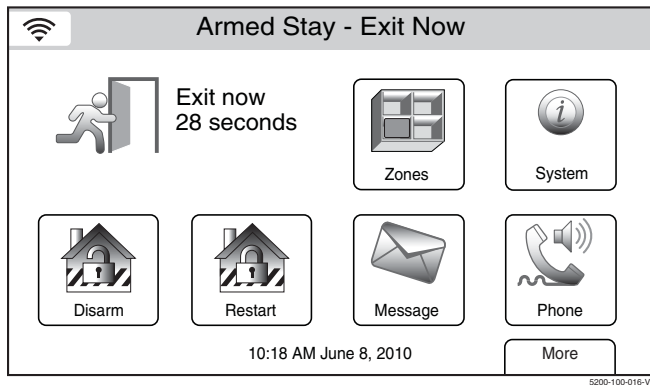 Armed Stay - Exit Now
Exit now
28 seconds
Zones
System
Disarm
Restart
Message
Phone
10:18 AM June 8, 2010
More
5200-100-016-V